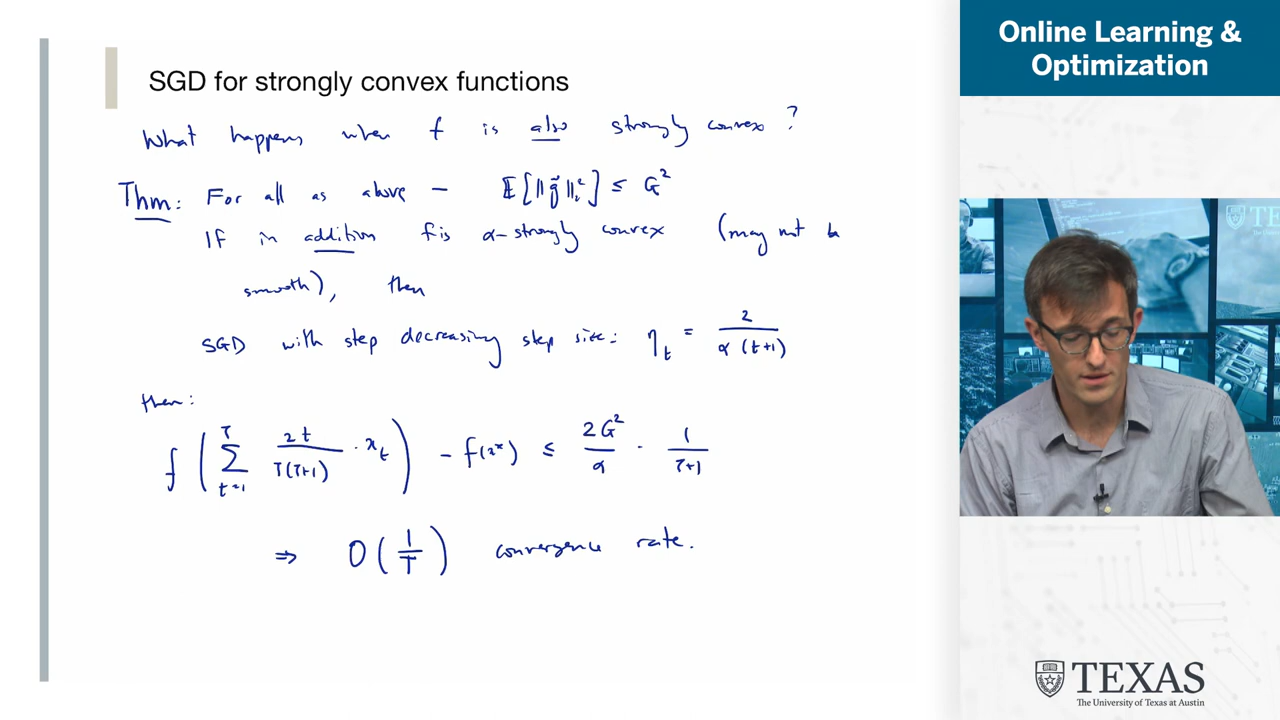 SGD for strongly convex functions
What happens when f is also strongly convex ?
Thm: For all as above — 𝔼[‖g̃‖₂²] ≤ G²
If in addition f is α-strongly convex (may not be
smooth), then
SGD with step decreasing step size: η_t = 2 / (α (t+1))
then:
f ( Σ_{t=1}^{T} 2t / (T(T+1)) · x_t ) − f(x*) ≤ 2G² / α · 1 / (T+1)
⇒ O(1/T) convergence rate.
Online Learning &
Optimization
TEXAS
The University of Texas at Austin